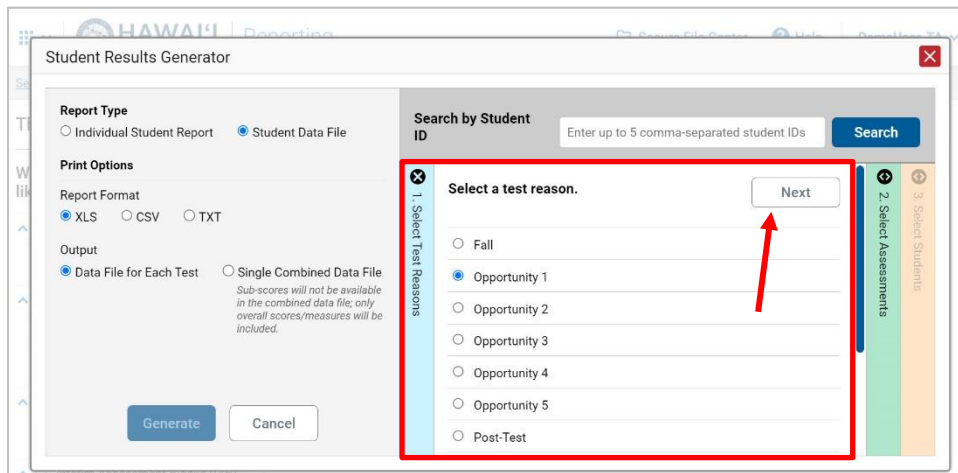 HAWAIʻI Reporting
Secure File Center Help DemoUser, TA
Student Results Generator
Report Type
Individual Student Report Student Data File
Print Options
Report Format
XLS CSV TXT
Output
Data File for Each Test Single Combined Data File
Sub-scores will not be available
in the combined data file; only
overall scores/measures will be
included.
Generate Cancel
Search by Student
ID
Enter up to 5 comma-separated student IDs
Search
1. Select Test Reasons
Select a test reason.
Next
Fall
Opportunity 1
Opportunity 2
Opportunity 3
Opportunity 4
Opportunity 5
Post-Test
2. Select Assessments
3. Select Students